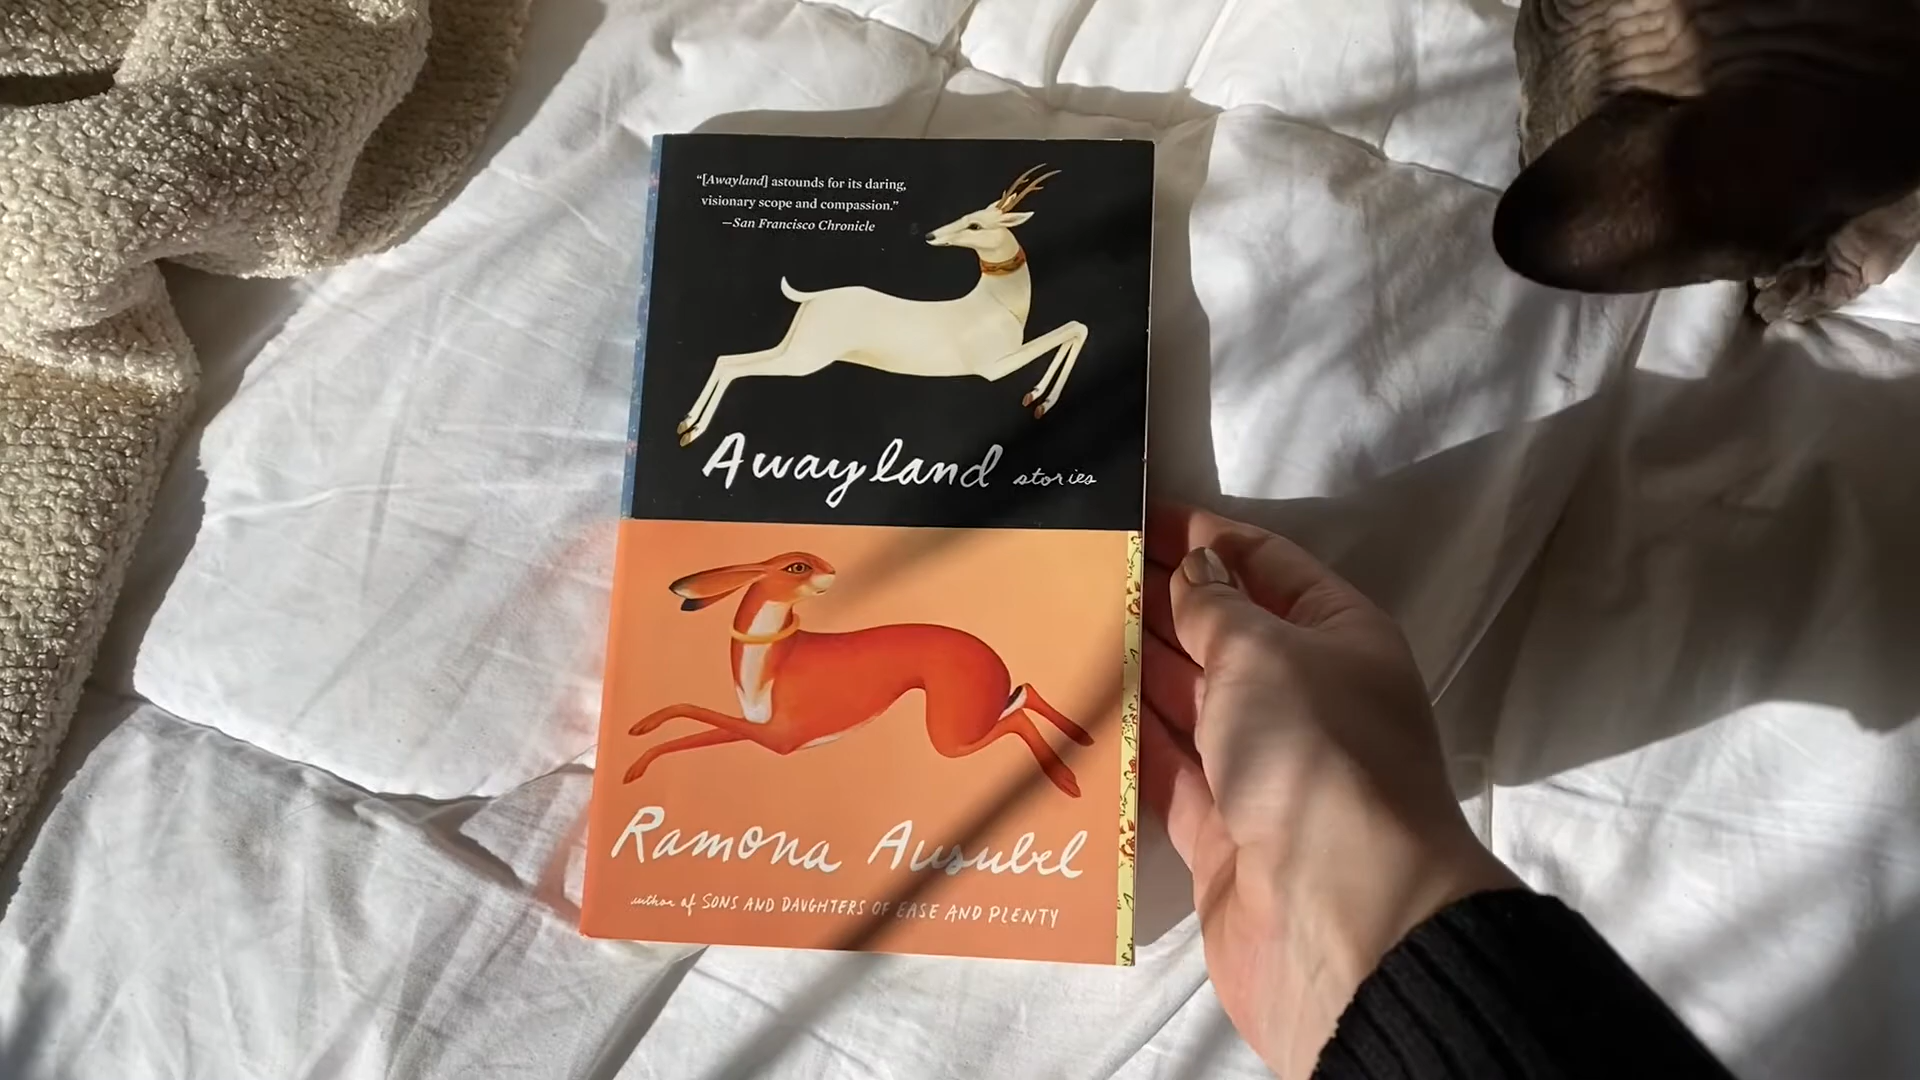 “[Awayland] astounds for its daring,
visionary scope and compassion.”
—San Francisco Chronicle
Awayland stories
Ramona Ausubel
author of SONS AND DAUGHTERS OF EASE AND PLENTY